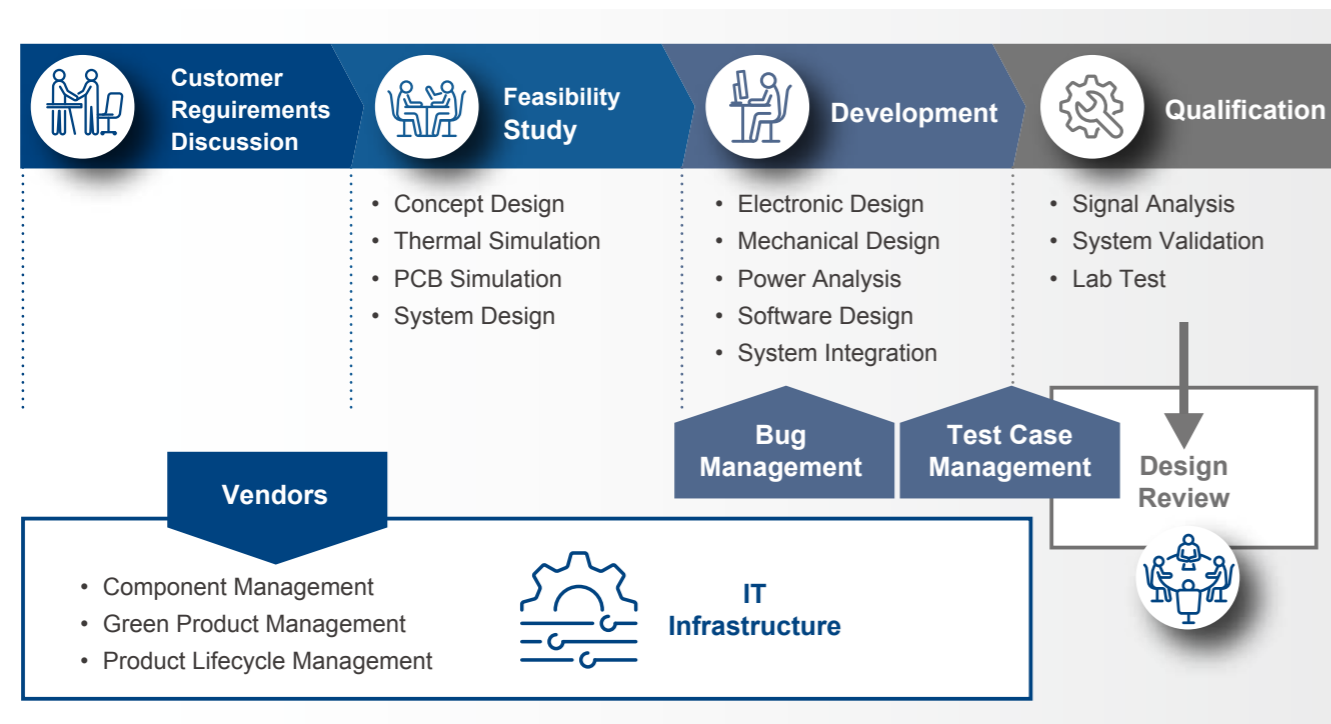 Customer
Reguirements
Discussion
Feasibility
Study
Development
Qualification
• Concept Design
• Thermal Simulation
• PCB Simulation
• System Design
• Electronic Design
• Mechanical Design
• Power Analysis
• Software Design
• System Integration
• Signal Analysis
• System Validation
• Lab Test
Bug
Management
Test Case
Management
Design
Review
Vendors
• Component Management
• Green Product Management
• Product Lifecycle Management
IT
Infrastructure